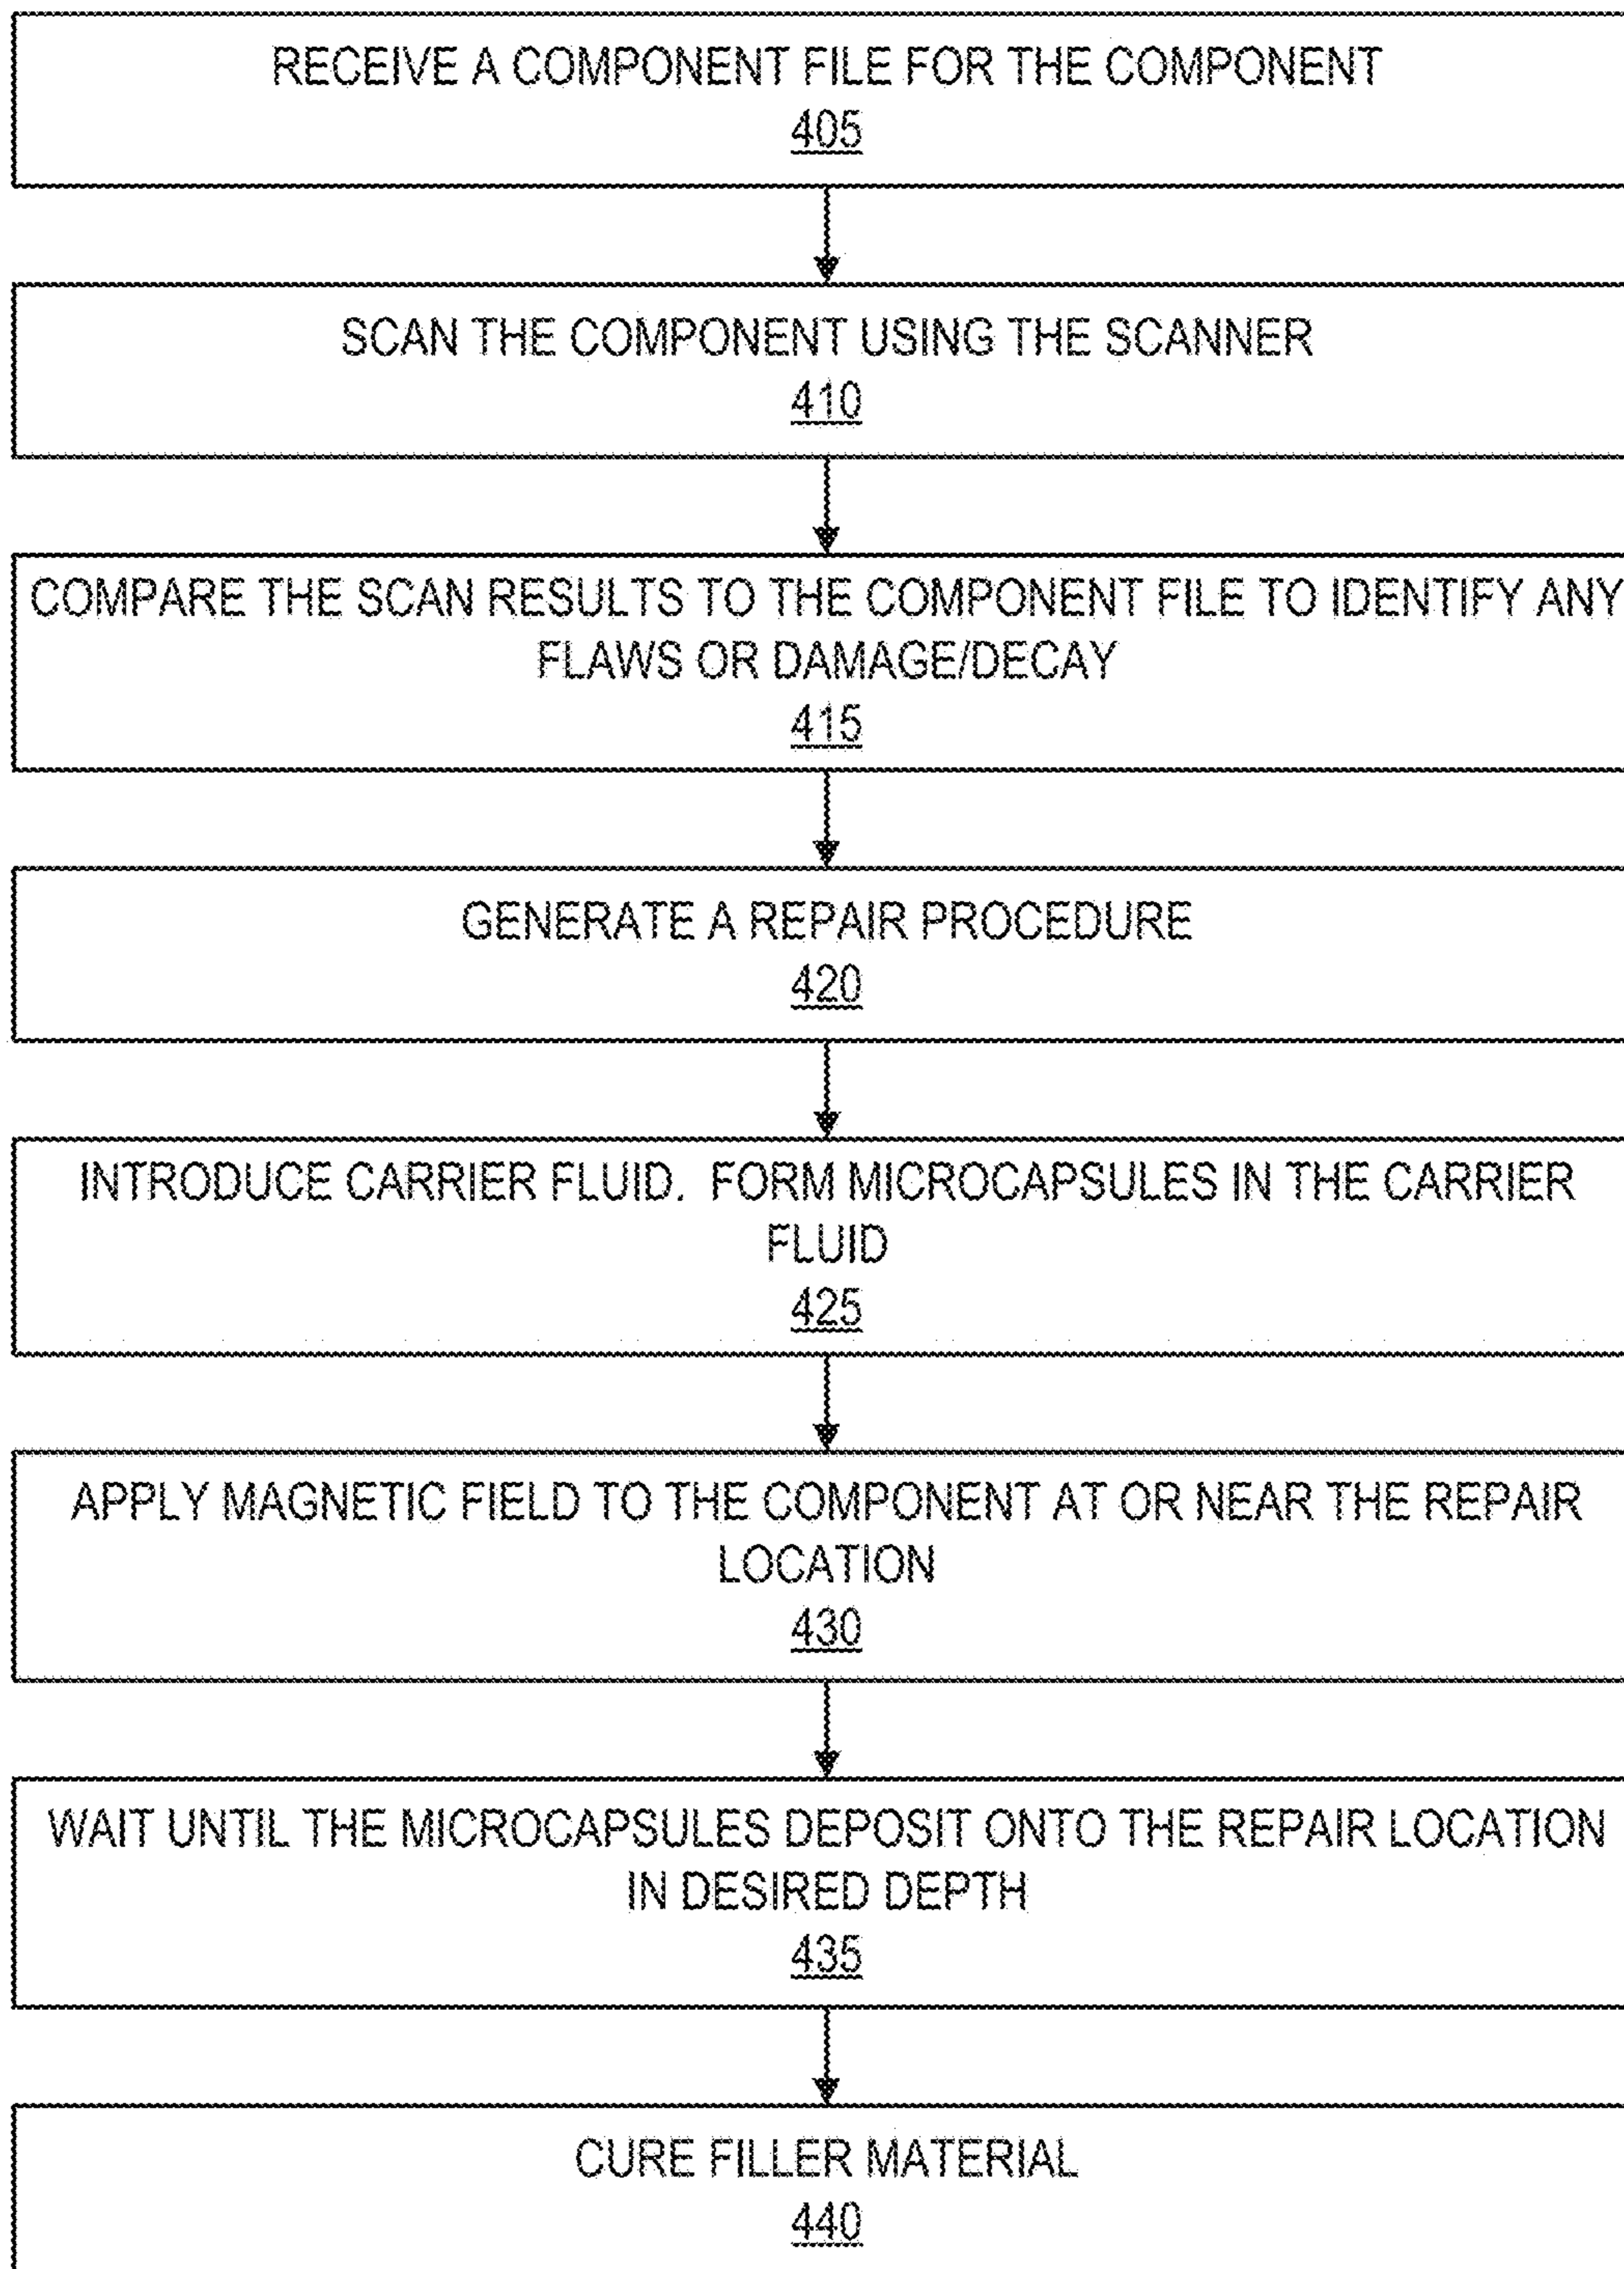 RECEIVE A COMPONENT FILE FOR THE COMPONENT
405
SCAN THE COMPONENT USING THE SCANNER
410
COMPARE THE SCAN RESULTS TO THE COMPONENT FILE TO IDENTIFY ANY
FLAWS OR DAMAGE/DECAY
415
GENERATE A REPAIR PROCEDURE
420
INTRODUCE CARRIER FLUID. FORM MICROCAPSULES IN THE CARRIER
FLUID
425
APPLY MAGNETIC FIELD TO THE COMPONENT AT OR NEAR THE REPAIR
LOCATION
430
WAIT UNTIL THE MICROCAPSULES DEPOSIT ONTO THE REPAIR LOCATION
IN DESIRED DEPTH
435
CURE FILLER MATERIAL
440